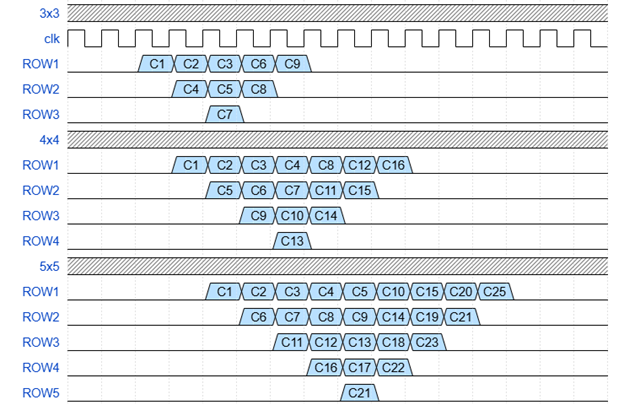 3x3
clk
ROW1 C1 C2 C3 C6 C9
ROW2 C4 C5 C8
ROW3 C7
4x4
ROW1 C1 C2 C3 C4 C8 C12 C16
ROW2 C5 C6 C7 C11 C15
ROW3 C9 C10 C14
ROW4 C13
5x5
ROW1 C1 C2 C3 C4 C5 C10 C15 C20 C25
ROW2 C6 C7 C8 C9 C14 C19 C21
ROW3 C11 C12 C13 C18 C23
ROW4 C16 C17 C22
ROW5 C21